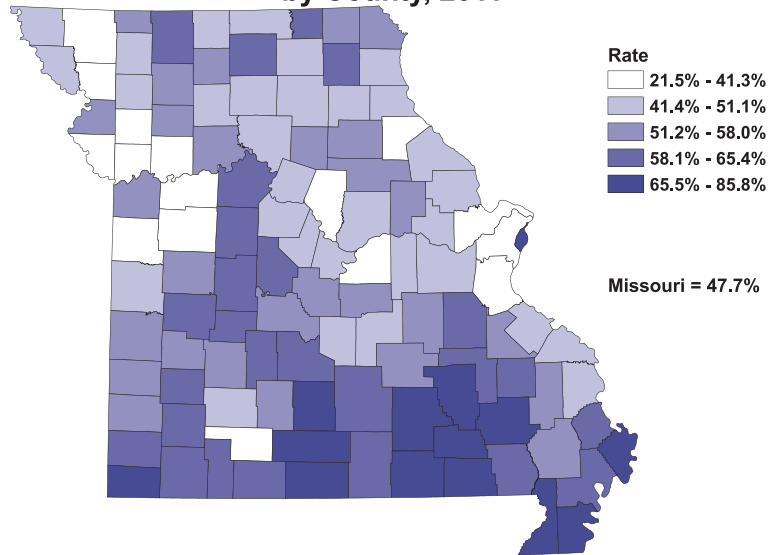 Rate
21.5% - 41.3%
41.4% - 51.1%
51.2% - 58.0%
58.1% - 65.4%
65.5% - 85.8%
Missouri = 47.7%